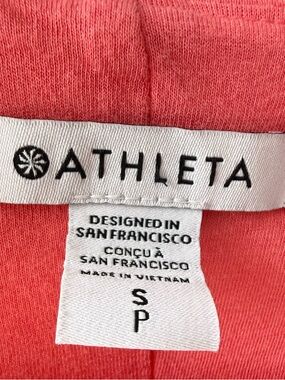 ATHLETA
DESIGNED IN
SAN FRANCISCO
CONÇU À
SAN FRANCISCO
MADE IN VIETNAM
S
P